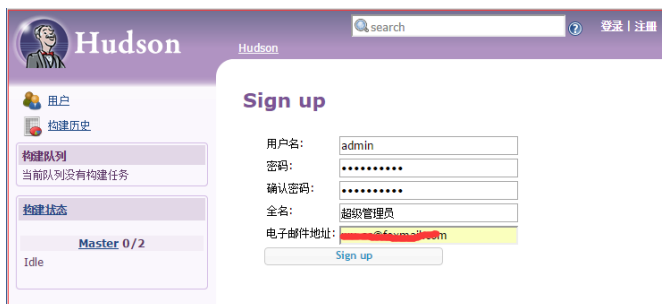 Hudson
search
登录 | 注册
Hudson
用户
构建历史
构建队列
当前队列没有构建任务
构建状态
Master 0/2
Idle
Sign up
用户名: admin
密码: ••••••••••
确认密码: ••••••••••
全名: 超级管理员
电子邮件地址:
Sign up